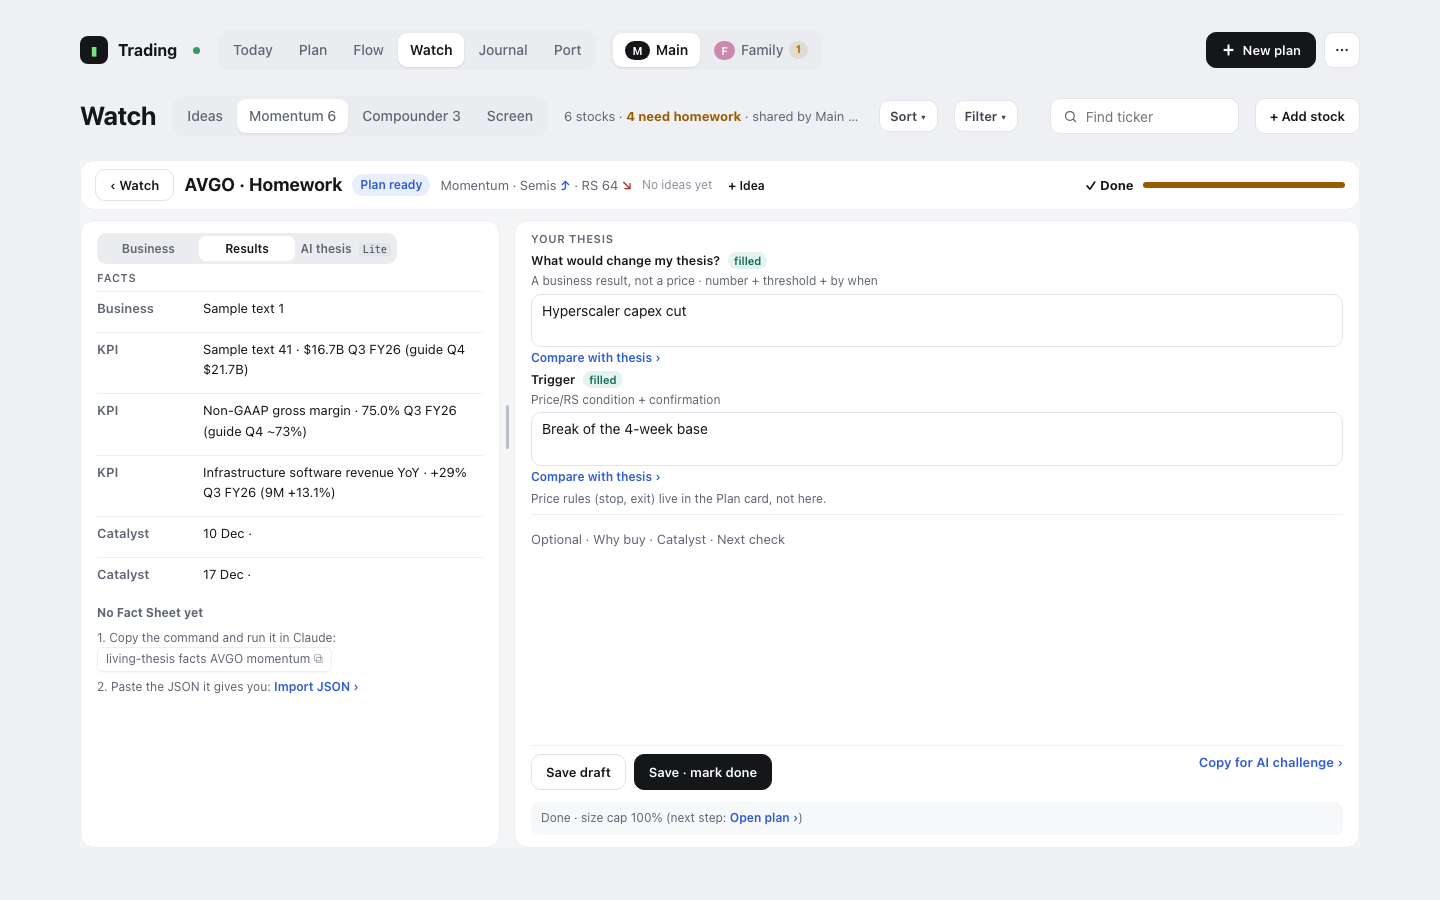 Trading
Today Plan Flow Watch Journal Port
M Main F Family 1
+ New plan ···
Watch
Ideas Momentum 6 Compounder 3 Screen
6 stocks · 4 need homework · shared by Main ...
Sort ▾ Filter ▾
Find ticker
+ Add stock
‹ Watch
AVGO · Homework Plan ready Momentum · Semis ↗ · RS 64 ↘ No ideas yet + Idea
✓ Done
Business Results AI thesis Lite
FACTS
Business Sample text 1
KPI Sample text 41 · $16.7B Q3 FY26 (guide Q4
$21.7B)
KPI Non-GAAP gross margin · 75.0% Q3 FY26
(guide Q4 ~73%)
KPI Infrastructure software revenue YoY · +29%
Q3 FY26 (9M +13.1%)
Catalyst 10 Dec ·
Catalyst 17 Dec ·
No Fact Sheet yet
1. Copy the command and run it in Claude:
living-thesis facts AVGO momentum
2. Paste the JSON it gives you: Import JSON ›
YOUR THESIS
What would change my thesis? filled
A business result, not a price · number + threshold + by when
Hyperscaler capex cut
Compare with thesis ›
Trigger filled
Price/RS condition + confirmation
Break of the 4-week base
Compare with thesis ›
Price rules (stop, exit) live in the Plan card, not here.
Optional · Why buy · Catalyst · Next check
Save draft Save · mark done
Copy for AI challenge ›
Done · size cap 100% (next step: Open plan ›)